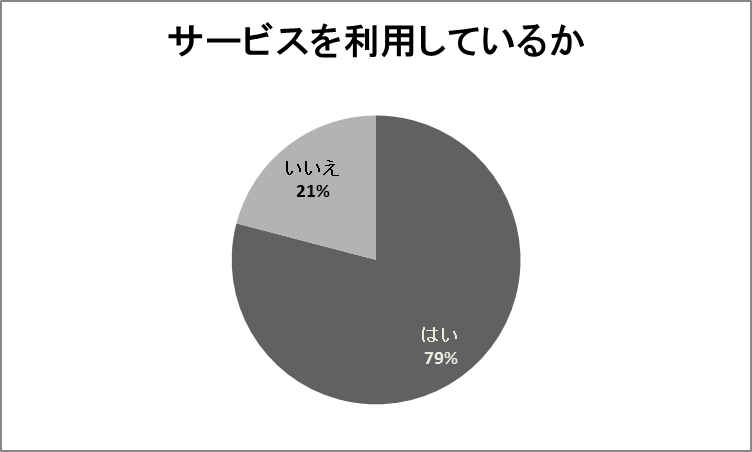 サービスを利用しているか
いいえ
21%
はい
79%